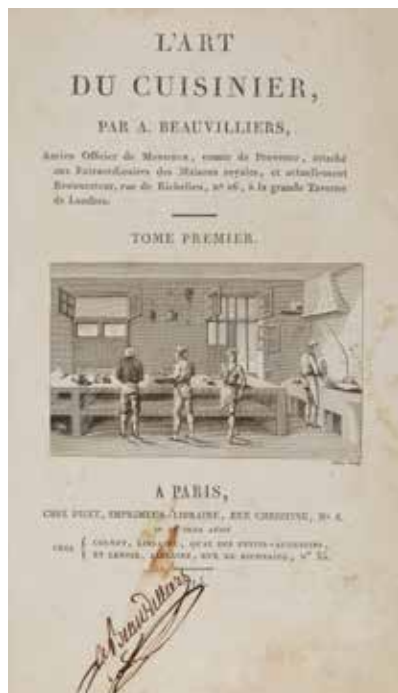 L'ART
DU CUISINIER,
PAR A. BEAUVILLIERS,
Ancien Officier de Monsieur, comte de Provence, attaché
aux Extraordinaires des Maisons royales, et actuellement
Restaurateur, rue de Richelieu, nº 26, à la grande Taverne
de Londres.
TOME PREMIER.
A PARIS,
CHEZ PILET, IMPRIMEUR-LIBRAIRE, RUE CHRISTINE, Nº 5.
CHEZ { COLNET, LIBRAIRE, QUAI DES PETITS-AUGUSTINS,
ET LENOIR, LIBRAIRE, RUE DE RICHELIEU, Nº 35.
Beauvilliers